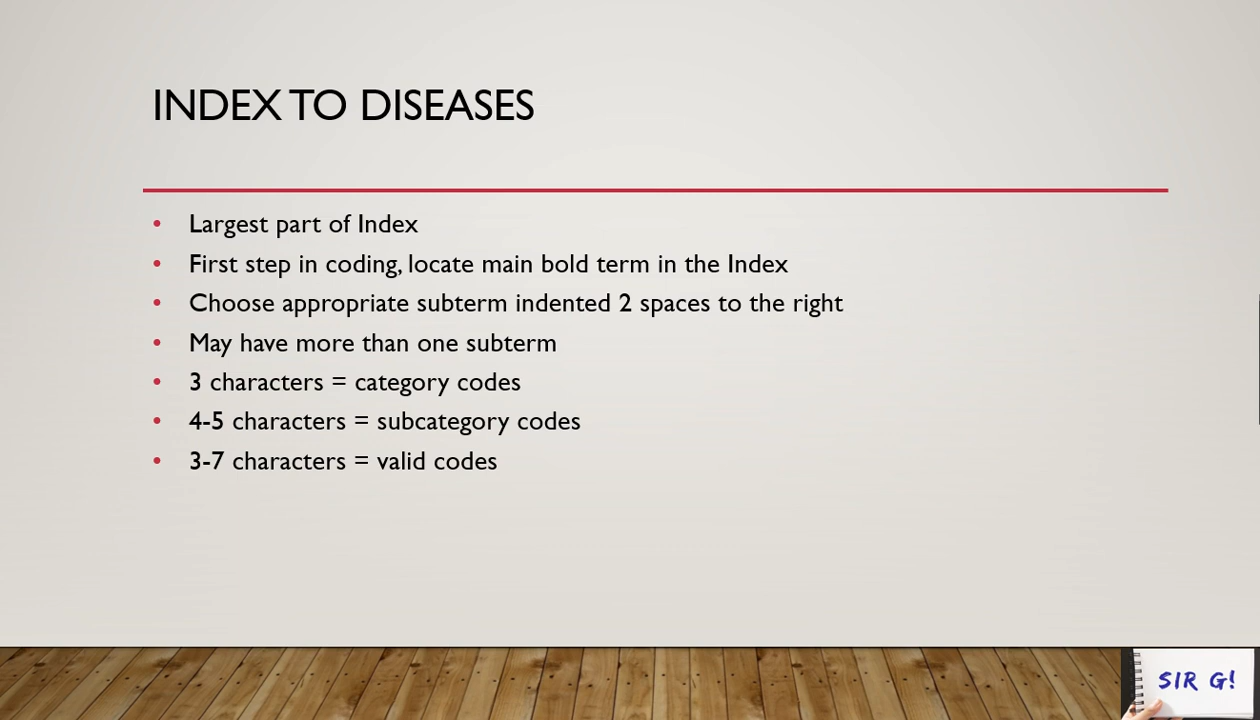 INDEX TO DISEASES
• Largest part of Index
• First step in coding, locate main bold term in the Index
• Choose appropriate subterm indented 2 spaces to the right
• May have more than one subterm
• 3 characters = category codes
• 4-5 characters = subcategory codes
• 3-7 characters = valid codes
SIR G!